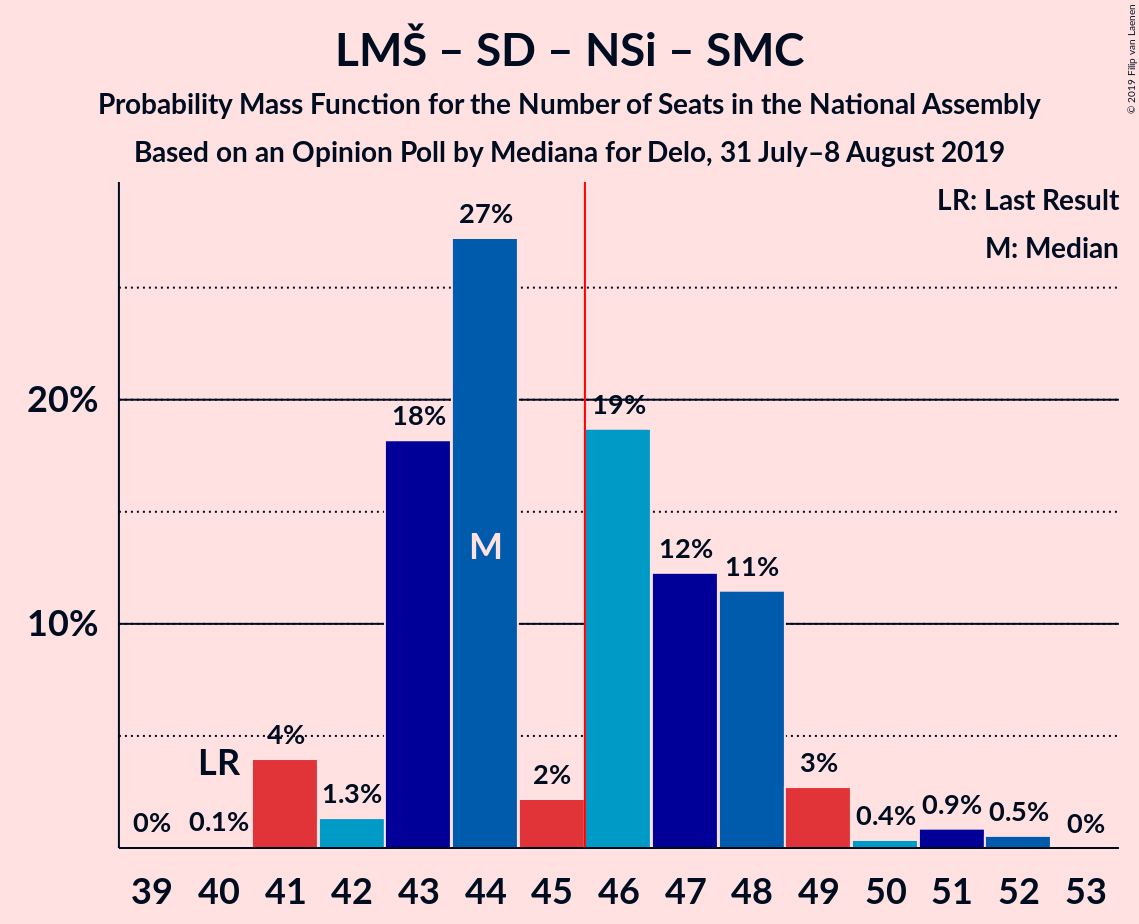 LMŠ – SD – NSi – SMC
Probability Mass Function for the Number of Seats in the National Assembly
Based on an Opinion Poll by Mediana for Delo, 31 July–8 August 2019
© 2019 Filip van Laenen
LR: Last Result
M: Median
20%
10%
0%
0.1%
LR
4%
1.3%
18%
27%
M
2%
19%
12%
11%
3%
0.4%
0.9%
0.5%
0%
39 40 41 42 43 44 45 46 47 48 49 50 51 52 53